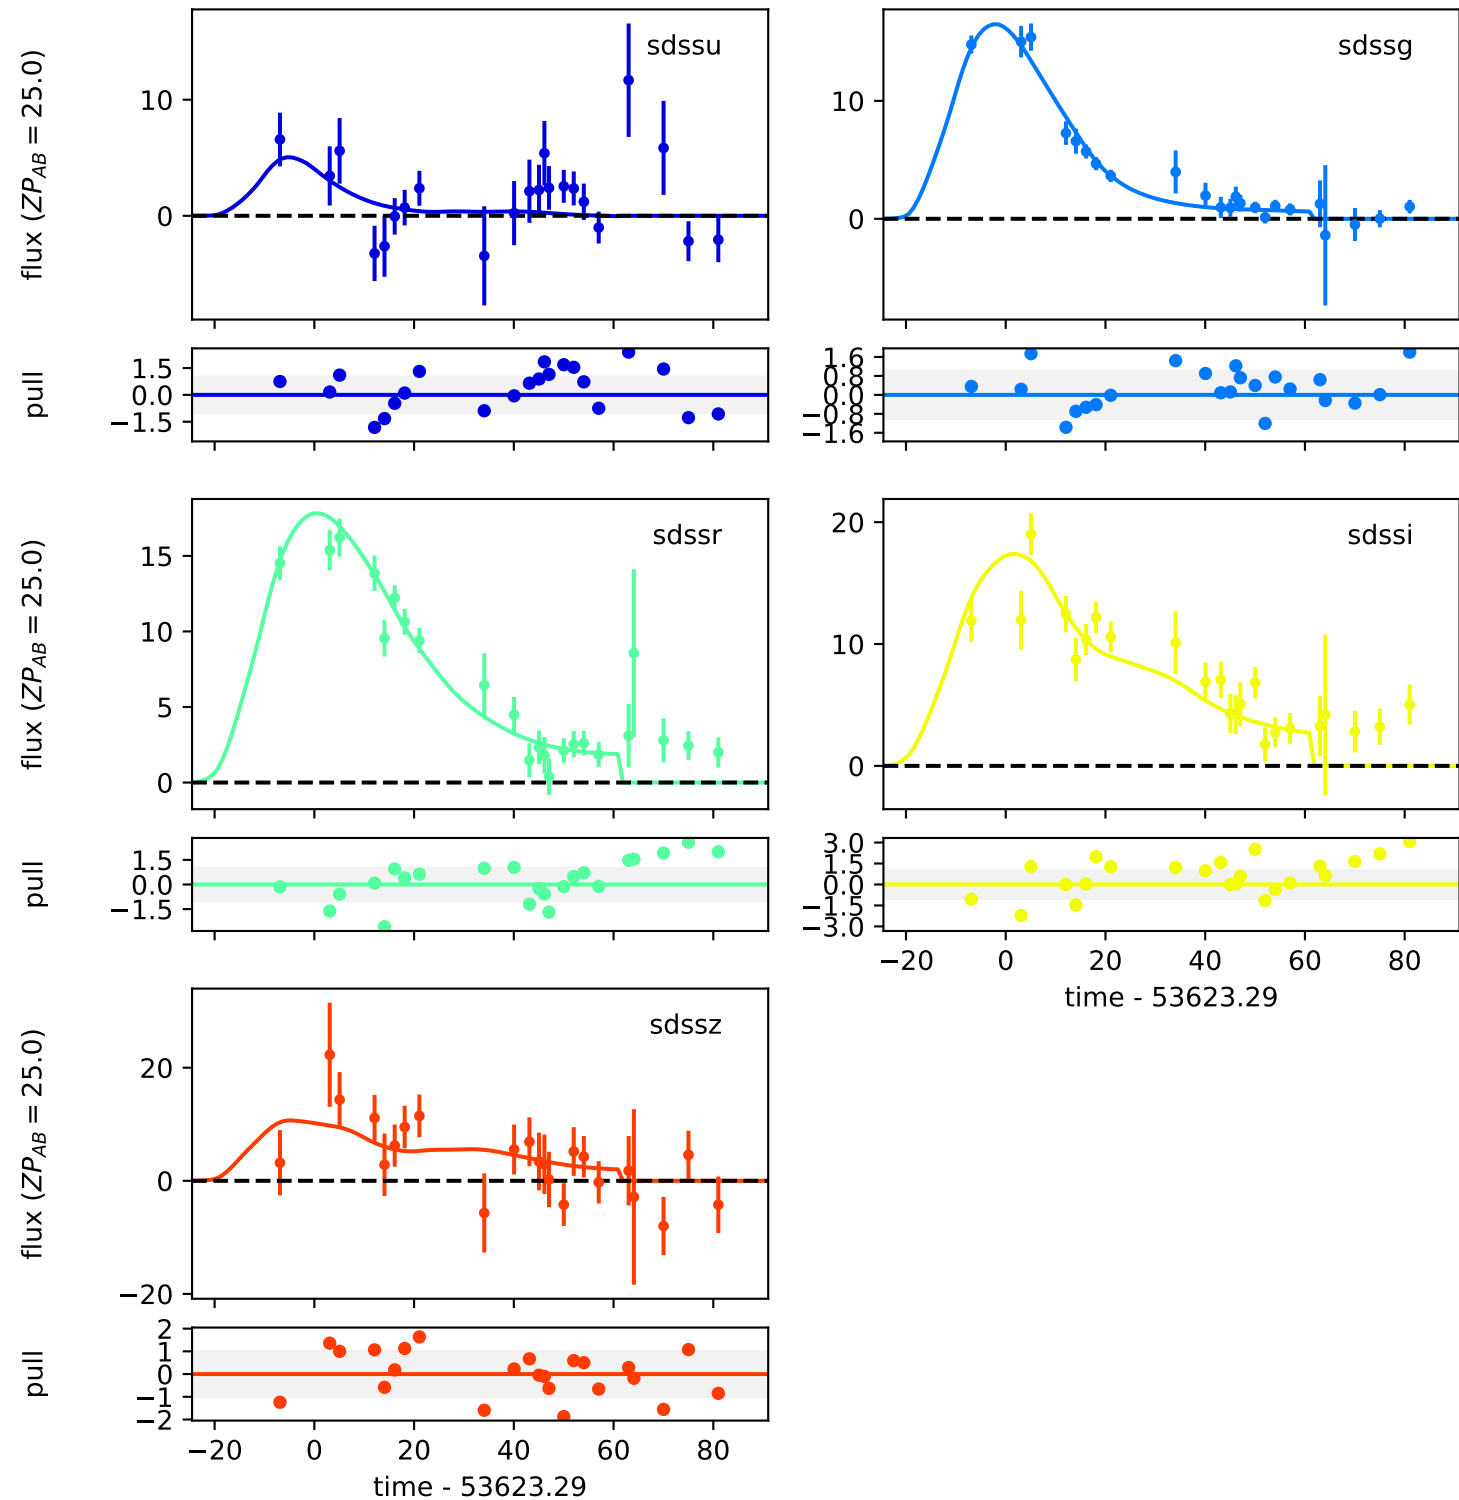 sdssu
flux (ZP_AB = 25.0)
10
0
pull
1.5
0.0
−1.5
sdssg
10
0
1.6
0.8
0.0
−0.8
−1.6
sdssr
flux (ZP_AB = 25.0)
15
10
5
0
pull
1.5
0.0
−1.5
sdssi
20
10
0
3.0
1.5
0.0
−1.5
−3.0
−20 0 20 40 60 80
time - 53623.29
sdssz
flux (ZP_AB = 25.0)
20
0
−20
pull
2
1
0
−1
−2
−20 0 20 40 60 80
time - 53623.29